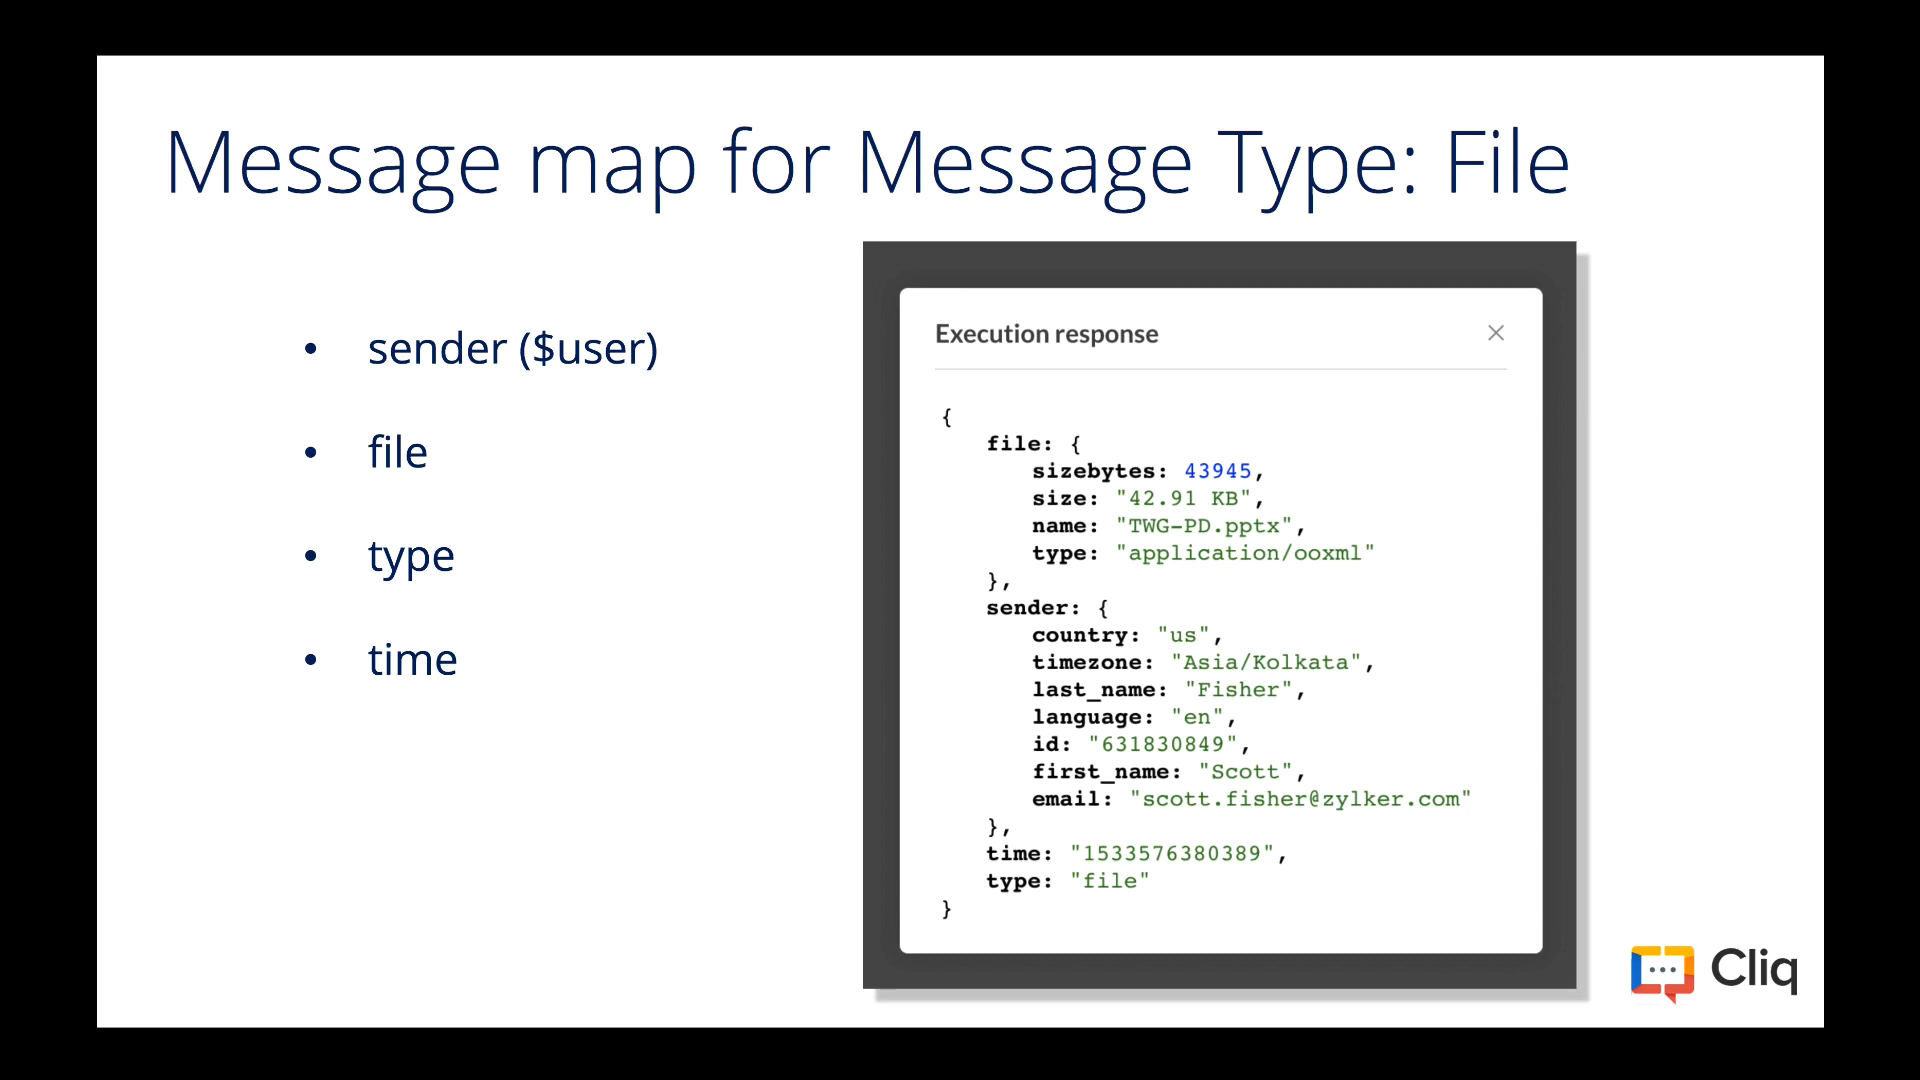 Message map for Message Type: File
• sender ($user)
• file
• type
• time
Execution response
{
file: {
sizebytes: 43945,
size: "42.91 KB",
name: "TWG-PD.pptx",
type: "application/ooxml"
},
sender: {
country: "us",
timezone: "Asia/Kolkata",
last_name: "Fisher",
language: "en",
id: "631830849",
first_name: "Scott",
email: "scott.fisher@zylker.com"
},
time: "1533576380389",
type: "file"
}
Cliq